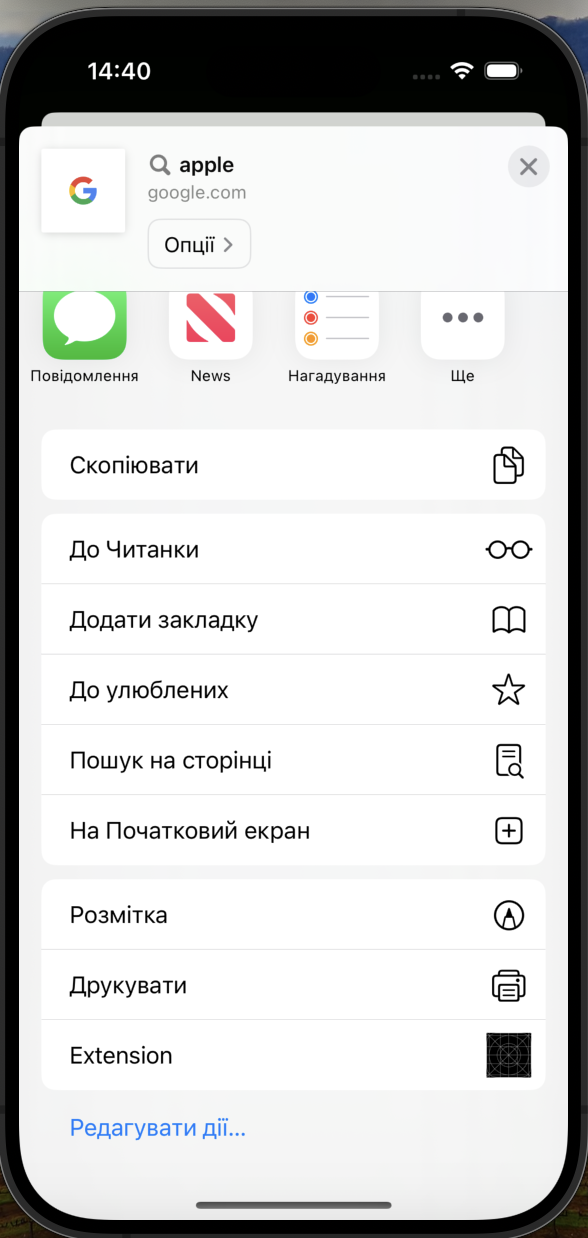 14:40
apple
google.com
Опції
Повідомлення
News
Нагадування
Ще
Скопіювати
До Читанки
Додати закладку
До улюблених
Пошук на сторінці
На Початковий екран
Розмітка
Друкувати
Extension
Редагувати дії...